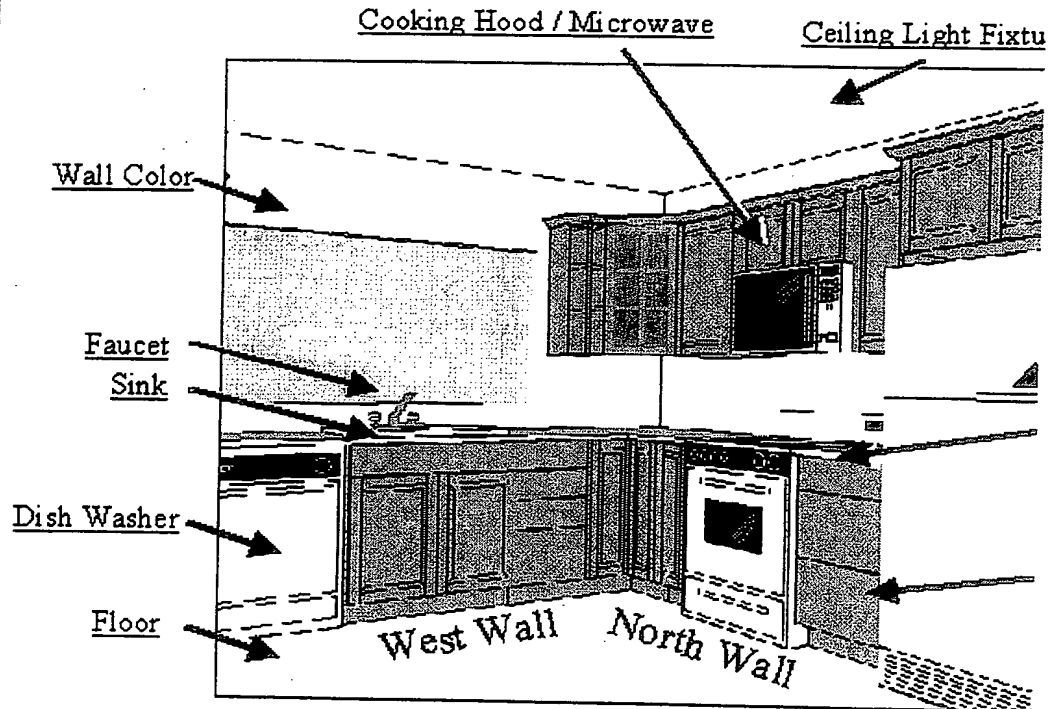 Cooking Hood / Microwave
Ceiling Light Fixtu
Wall Color
Faucet
Sink
Dish Washer
Floor
West Wall
North Wall